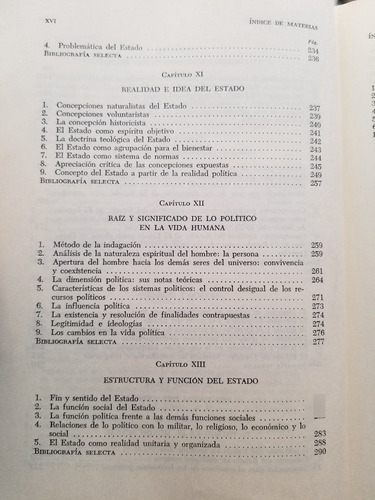 XVI ÍNDICE DE MATERIAS
Pág.
4. Problemática del Estado 234
BIBLIOGRAFÍA SELECTA 236
CAPÍTULO XI
REALIDAD E IDEA DEL ESTADO
1. Concepciones naturalistas del Estado 237
2. Concepciones voluntaristas 239
3. La concepción historicista 240
4. El Estado como espíritu objetivo 241
5. La doctrina teológica del Estado 242
6. El Estado como agrupación para el bienestar 243
7. El Estado como sistema de normas 244
8. Apreciación crítica de las concepciones expuestas 245
9. Concepto del Estado a partir de la realidad política 249
BIBLIOGRAFÍA SELECTA 257
CAPÍTULO XII
RAÍZ Y SIGNIFICADO DE LO POLÍTICO
EN LA VIDA HUMANA
1. Método de la indagación 259
2. Análisis de la naturaleza espiritual del hombre: la persona 259
3. Apertura del hombre hacia los demás seres del universo: convivencia
y coexistencia 261
4. La dimensión política: sus notas teóricas 264
5. Características de los sistemas políticos: el control desigual de los re-
cursos políticos 271
6. La influencia política 273
7. La existencia y resolución de finalidades contrapuestas 274
8. Legitimidad e ideologías 274
9. Los cambios en la vida política 276
BIBLIOGRAFÍA SELECTA 277
CAPÍTULO XIII
ESTRUCTURA Y FUNCIÓN DEL ESTADO
1. Fin y sentido del Estado
2. La función social del Estado
3. La función política frente a las demás funciones sociales
4. Relaciones de lo político con lo militar, lo religioso, lo económico y lo
social 283
5. El Estado como realidad unitaria y organizada 288
BIBLIOGRAFÍA SELECTA 290